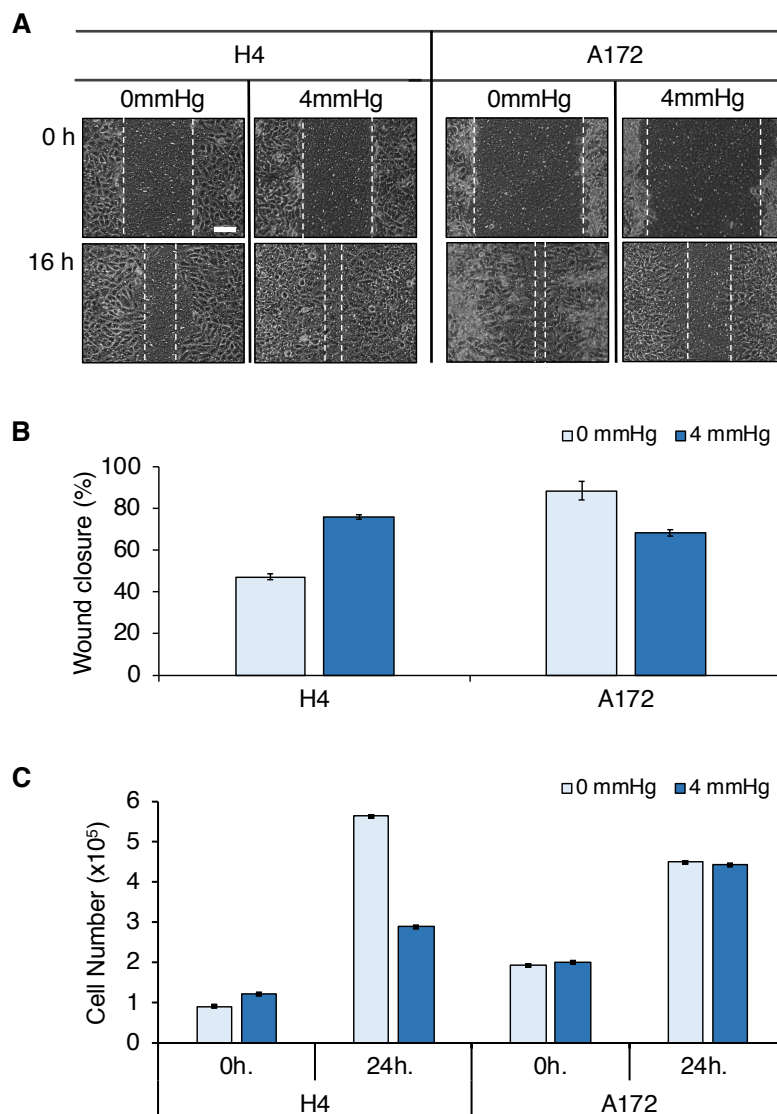 A
H4 A172
0mmHg 4mmHg 0mmHg 4mmHg
0 h
16 h
B
0 mmHg 4 mmHg
Wound closure (%)
100
80
60
40
20
0
H4 A172
C
0 mmHg 4 mmHg
Cell Number (x10⁵)
6
5
4
3
2
1
0
0h. 24h. 0h. 24h.
H4 A172